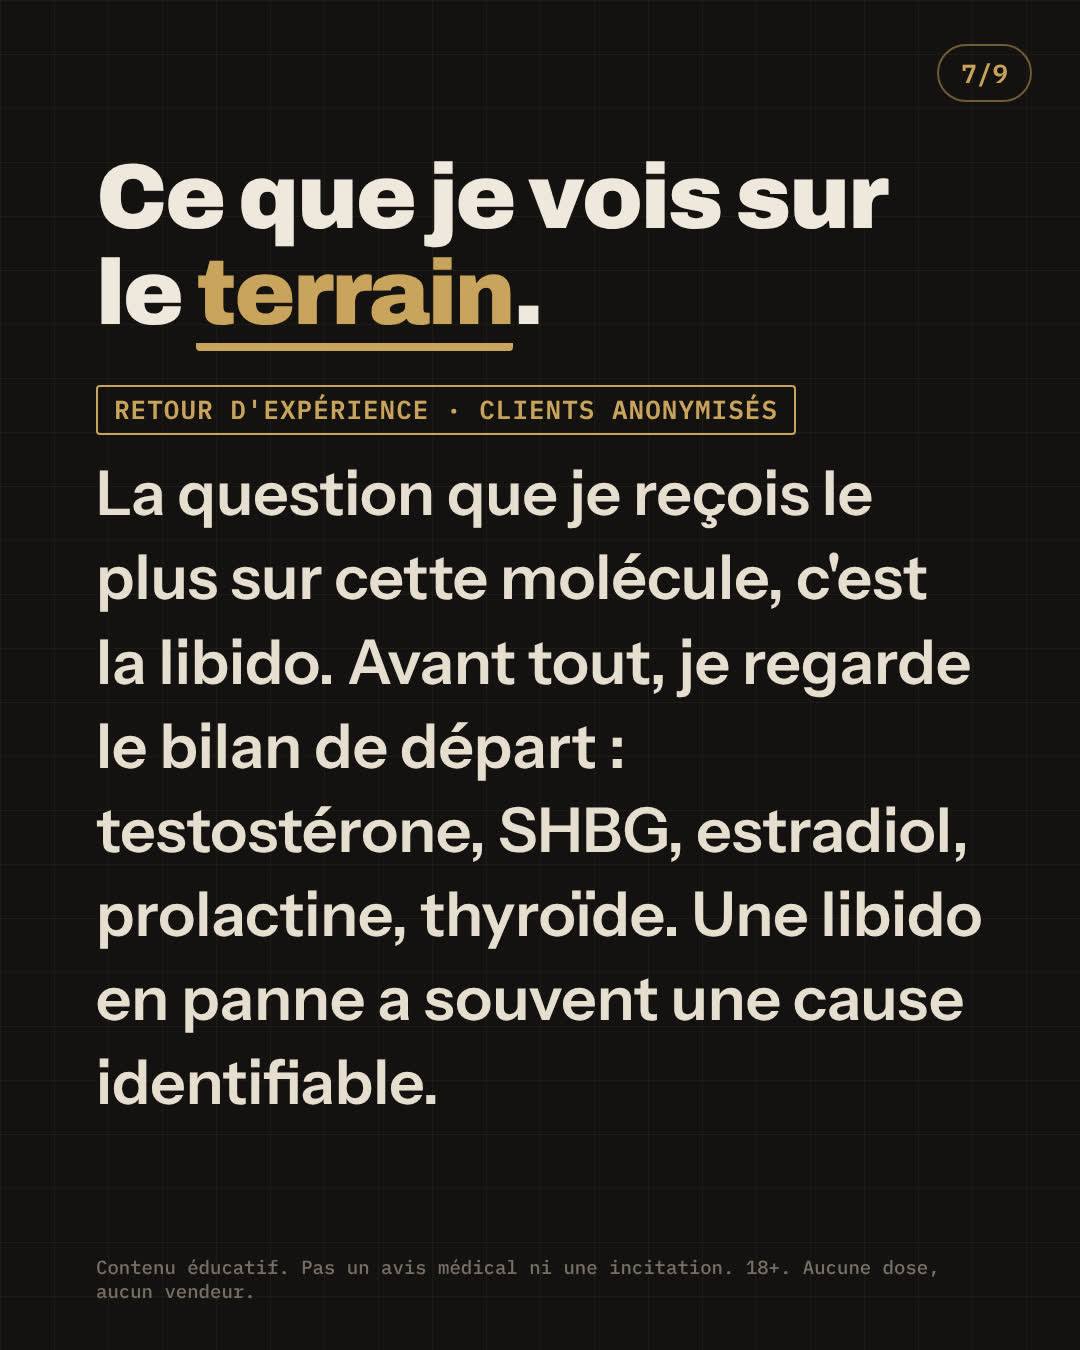 7/9
Ce que je vois sur
le terrain.
RETOUR D'EXPÉRIENCE · CLIENTS ANONYMISÉS
La question que je reçois le
plus sur cette molécule, c'est
la libido. Avant tout, je regarde
le bilan de départ :
testostérone, SHBG, estradiol,
prolactine, thyroïde. Une libido
en panne a souvent une cause
identifiable.
Contenu éducatif. Pas un avis médical ni une incitation. 18+. Aucune dose,
aucun vendeur.